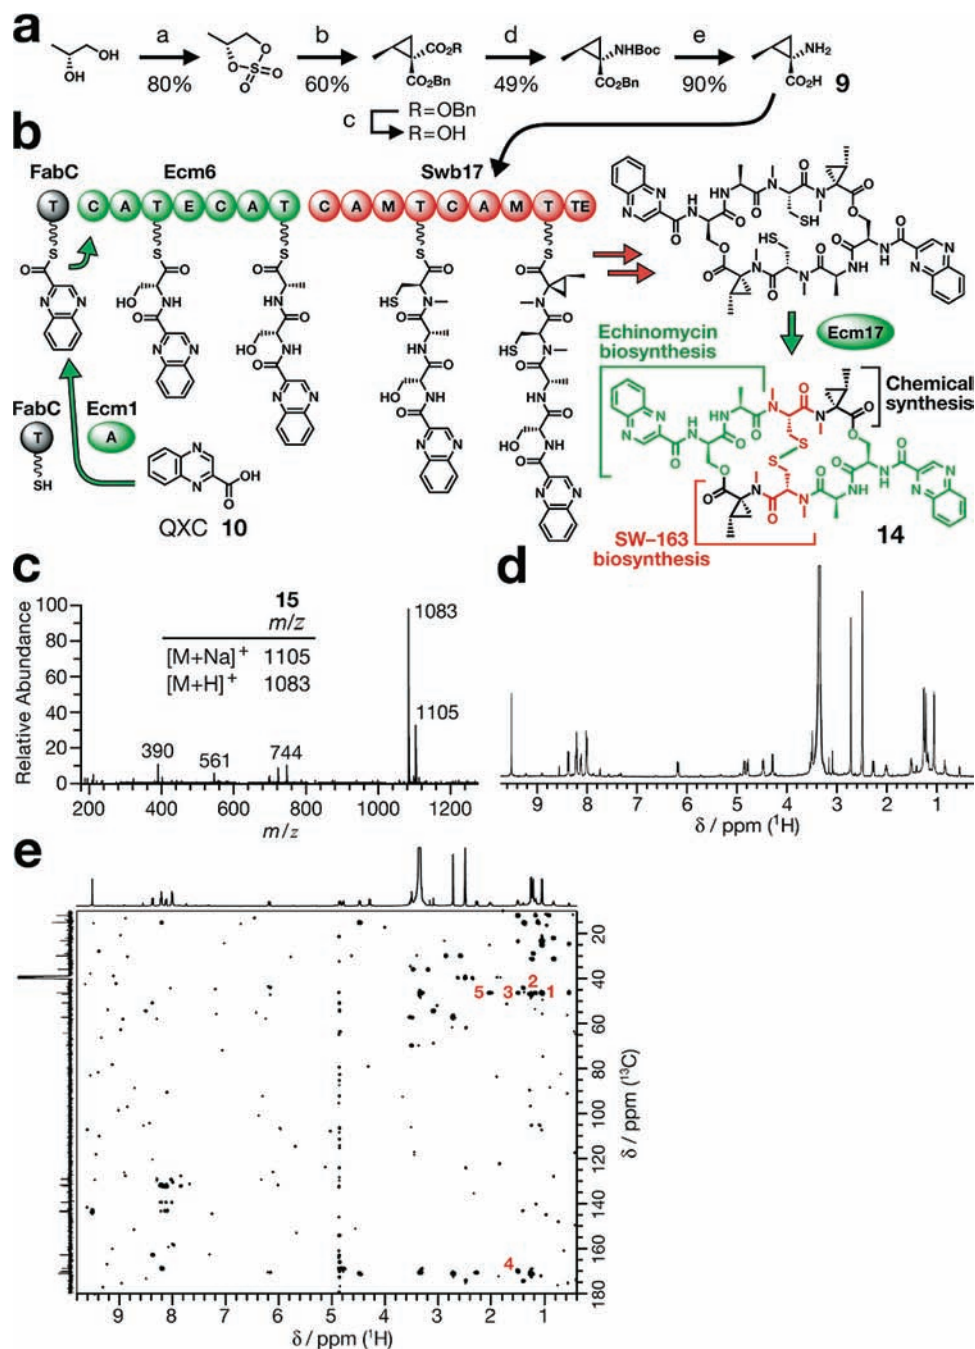 a
a
80%
b
60%
d
49%
e
90%
OH
OH
O
O
S
O
O
CO₂R
CO₂Bn
NHBoc
CO₂Bn
NH₂
CO₂H
9
c
R=OBn
R=OH
b
FabC
Ecm6
Swb17
T
C A T E C A T
C A M T C A M T TE
FabC
T
SH
Ecm1
A
QXC 10
Ecm17
Echinomycin
biosynthesis
Chemical
synthesis
SW–163
biosynthesis
14
c
15
m/z
[M+Na]⁺ 1105
[M+H]⁺ 1083
1083
1105
390
561
744
Relative Abundance
100
80
60
40
20
0
200 400 600 800 1000 1200
m/z
d
9 8 7 6 5 4 3 2 1
δ / ppm (¹H)
e
5 3 2 1
4
20
40
60
80
100
120
140
160
180
δ / ppm (¹³C)
9 8 7 6 5 4 3 2 1
δ / ppm (¹H)